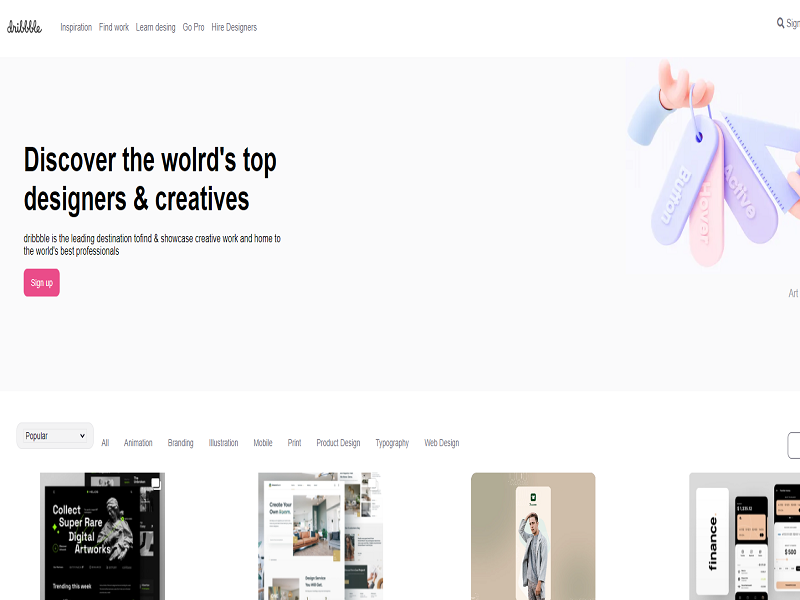 dribbble
Inspiration Find work Learn desing Go Pro Hire Designers
Sign
Discover the wolrd's top
designers & creatives
dribbble is the leading destination tofind & showcase creative work and home to
the world's best professionals
Sign up
Button
Hover
Active
Art
Popular
All Animation Branding Illustration Mobile Print Product Design Typography Web Design
Collect
Super Rare
Digital
Artworks
Trending this week
Create Your
Own
Design Service
You Will Get.
finance
$500